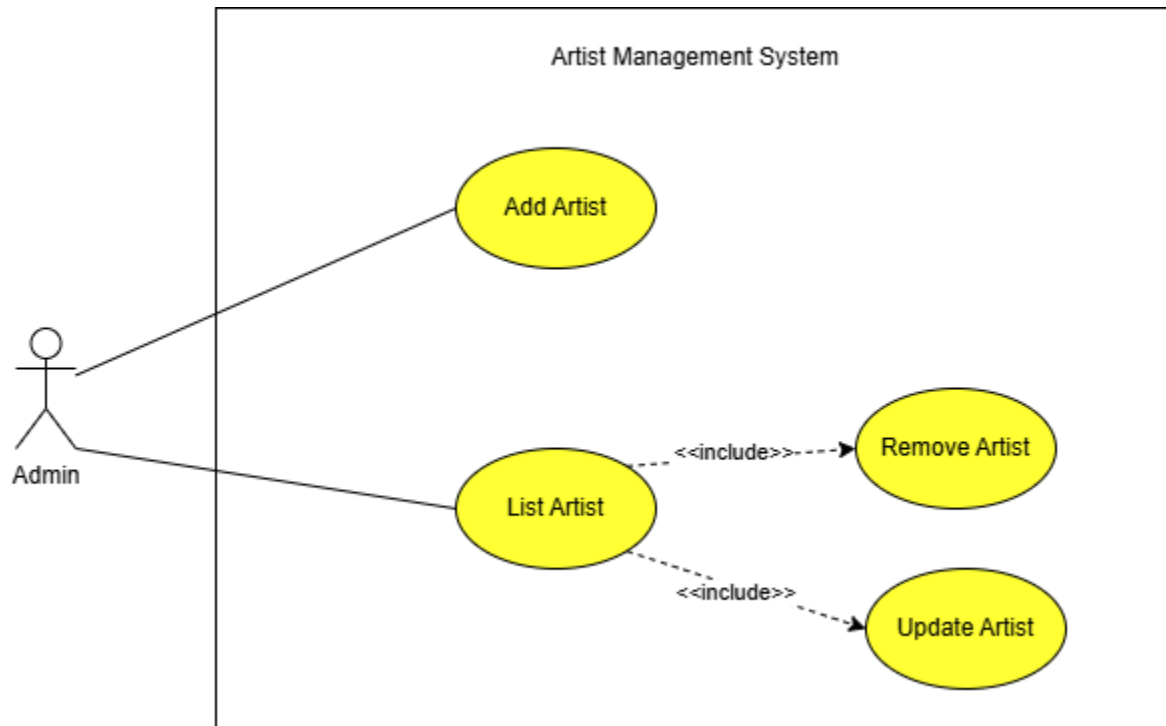 Artist Management System
Add Artist
Admin
List Artist
<<include>>
Remove Artist
<<include>>
Update Artist